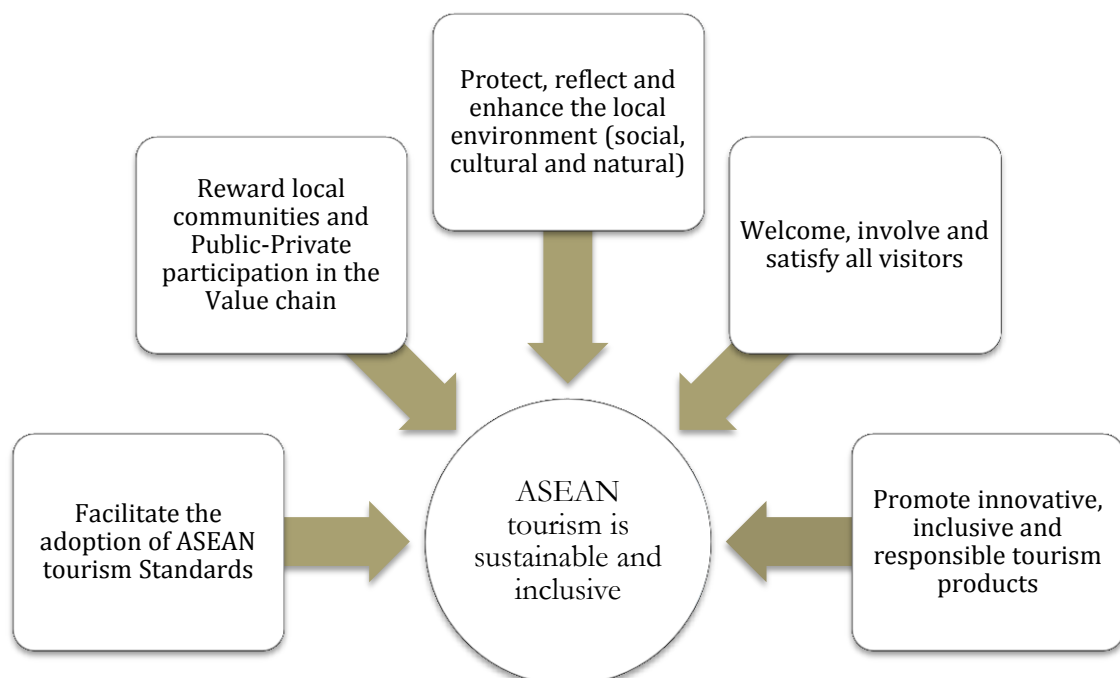 Protect, reflect and
enhance the local
environment (social,
cultural and natural)
Reward local
communities and
Public-Private
participation in the
Value chain
Welcome, involve and
satisfy all visitors
Facilitate the
adoption of ASEAN
tourism Standards
ASEAN
tourism is
sustainable and
inclusive
Promote innovative,
inclusive and
responsible tourism
products